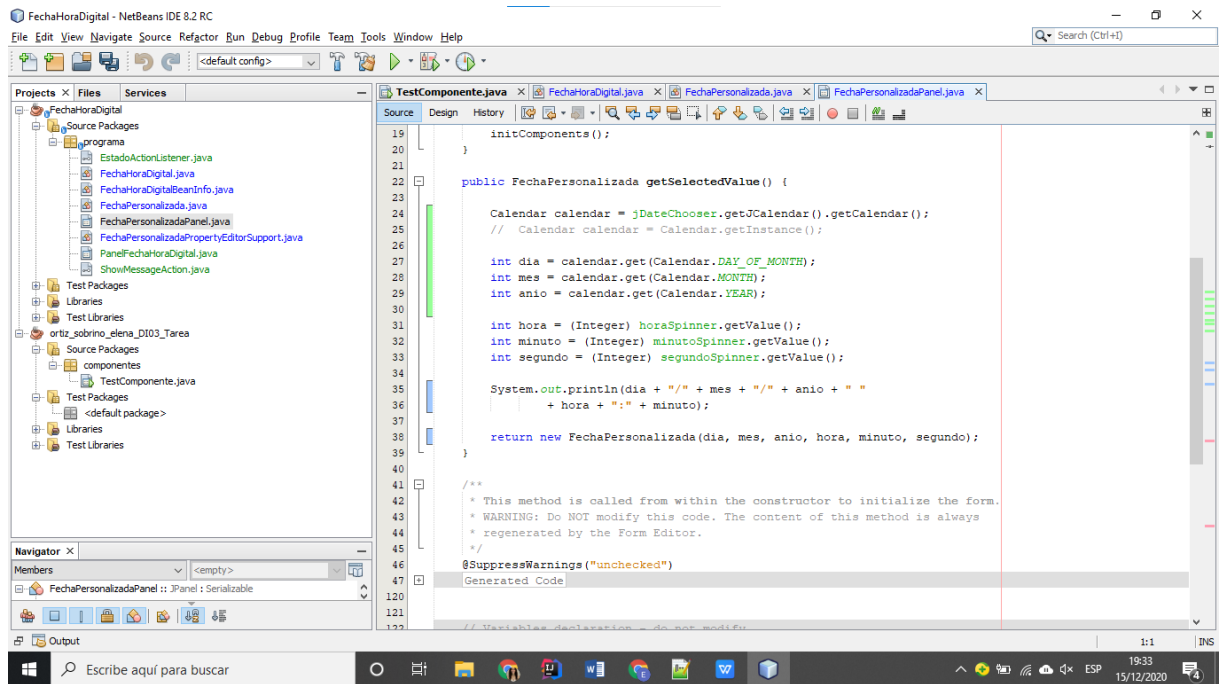 FechaHoraDigital - NetBeans IDE 8.2 RC
File Edit View Navigate Source Refactor Run Debug Profile Team Tools Window Help
Search (Ctrl+I)
<default config>
Projects Files Services
FechaHoraDigital
Source Packages
programa
EstadoActionListener.java
FechaHoraDigital.java
FechaHoraDigitalBeanInfo.java
FechaPersonalizada.java
FechaPersonalizadaPanel.java
FechaPersonalizadaPropertyEditorSupport.java
PanelFechaHoraDigital.java
ShowMessageAction.java
Test Packages
Libraries
Test Libraries
ortiz_sobrino_elena_DI03_Tarea
Source Packages
componentes
TestComponente.java
Test Packages
<default package>
Libraries
Test Libraries
Navigator
Members <empty>
FechaPersonalizadaPanel :: JPanel : Serializable
TestComponente.java FechaHoraDigital.java FechaPersonalizada.java FechaPersonalizadaPanel.java
Source Design History
19 initComponents();
20 }
21
22 public FechaPersonalizada getSelectedValue() {
23
24 Calendar calendar = jDateChooser.getJCalendar().getCalendar();
25 // Calendar calendar = Calendar.getInstance();
26
27 int dia = calendar.get(Calendar.DAY_OF_MONTH);
28 int mes = calendar.get(Calendar.MONTH);
29 int anio = calendar.get(Calendar.YEAR);
30
31 int hora = (Integer) horaSpinner.getValue();
32 int minuto = (Integer) minutoSpinner.getValue();
33 int segundo = (Integer) segundoSpinner.getValue();
34
35 System.out.println(dia + "/" + mes + "/" + anio + " "
36 + hora + ":" + minuto);
37
38 return new FechaPersonalizada(dia, mes, anio, hora, minuto, segundo);
39 }
40
41 /**
42 * This method is called from within the constructor to initialize the form.
43 * WARNING: Do NOT modify this code. The content of this method is always
44 * regenerated by the Form Editor.
45 */
46 @SuppressWarnings("unchecked")
47 Generated Code
120
121
122 // Variables declaration - do not modify
Output
1:1 INS
Escribe aquí para buscar
ESP
19:33
15/12/2020
4